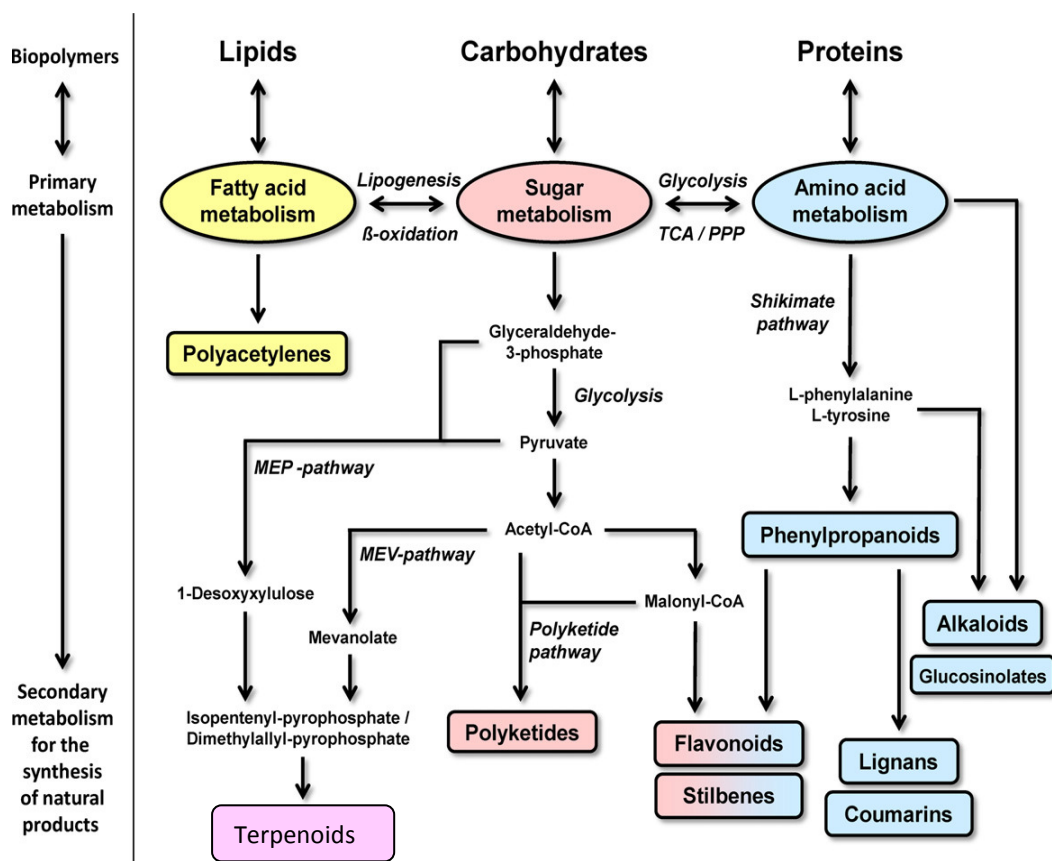 Biopolymers
Primary
metabolism
Secondary
metabolism
for the
synthesis
of natural
products
Lipids
Carbohydrates
Proteins
Fatty acid
metabolism
Lipogenesis
ß-oxidation
Sugar
metabolism
Glycolysis
TCA / PPP
Amino acid
metabolism
Polyacetylenes
Glyceraldehyde-
3-phosphate
Glycolysis
Pyruvate
MEP -pathway
Acetyl-CoA
MEV-pathway
1-Desoxyxylulose
Mevanolate
Malonyl-CoA
Polyketide
pathway
Isopentenyl-pyrophosphate /
Dimethylallyl-pyrophosphate
Terpenoids
Polyketides
Flavonoids
Stilbenes
Shikimate
pathway
L-phenylalanine
L-tyrosine
Phenylpropanoids
Alkaloids
Glucosinolates
Lignans
Coumarins